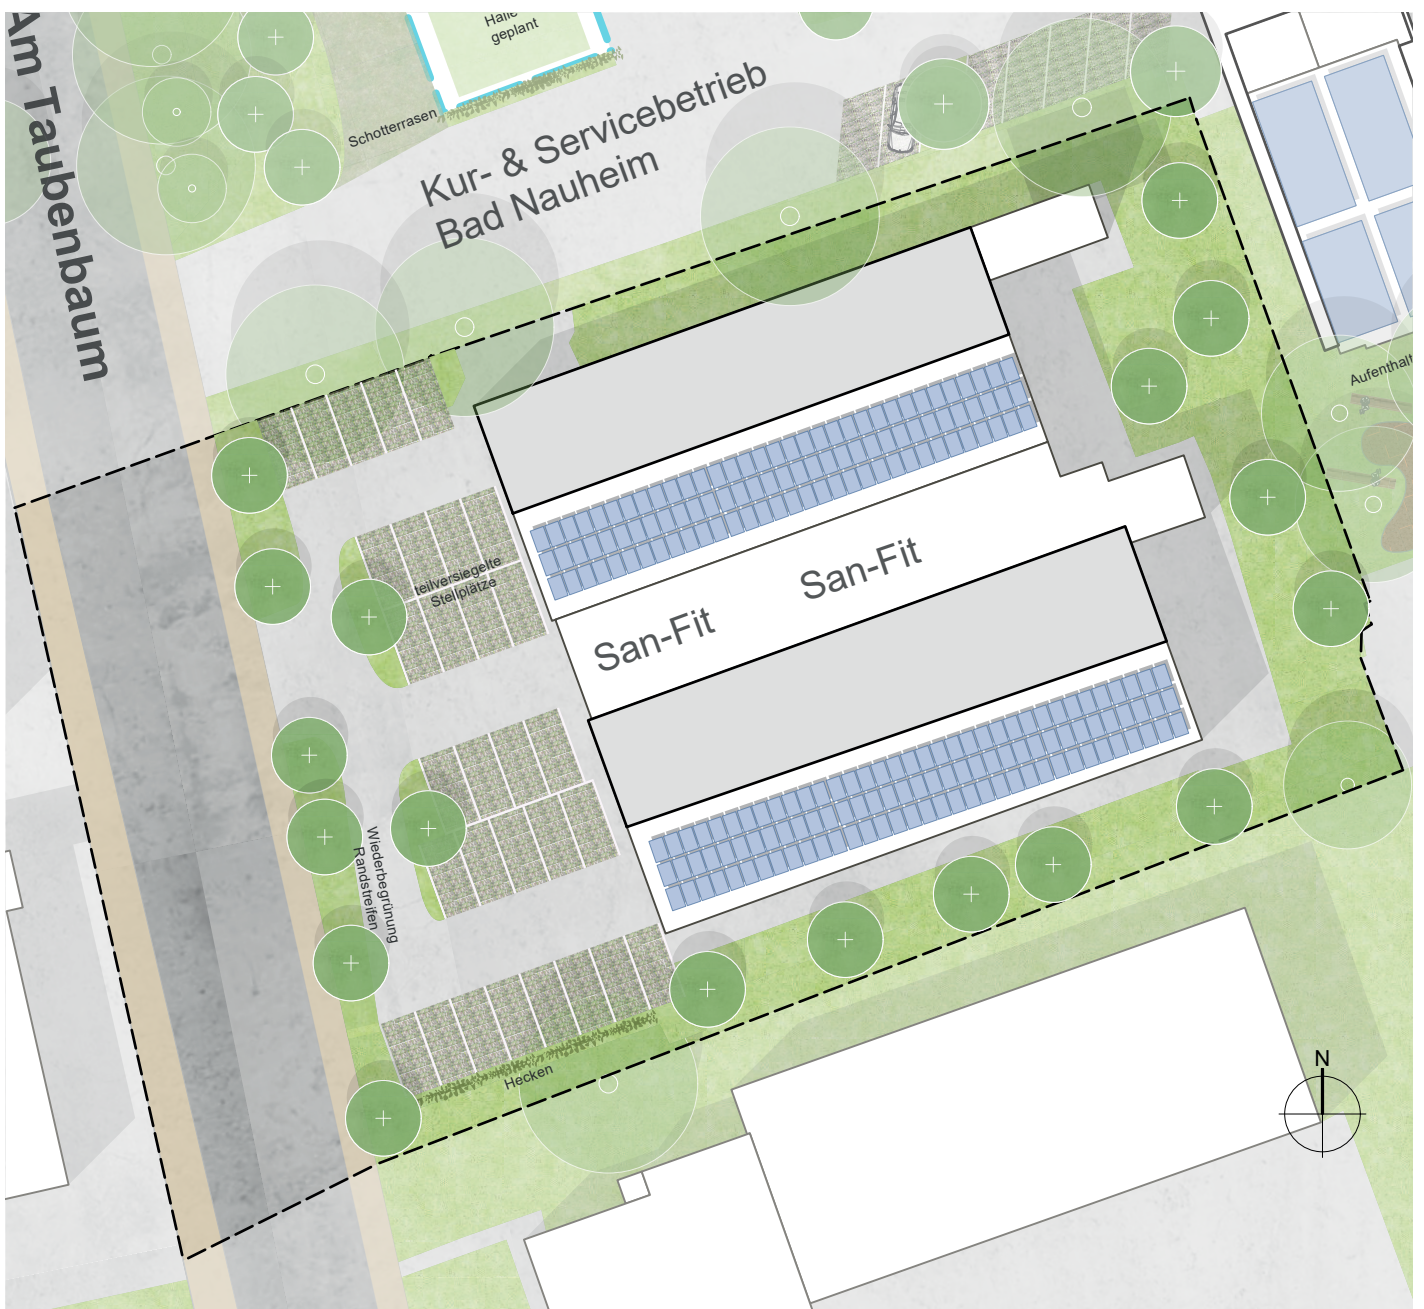 Am Taubenbaum
Halle
geplant
Schotterrasen
Kur- & Servicebetrieb
Bad Nauheim
Aufenthalt
teilversiegelte
Stellplätze
San-Fit
San-Fit
Wiederbegrünung
Randstreifen
Hecken
N